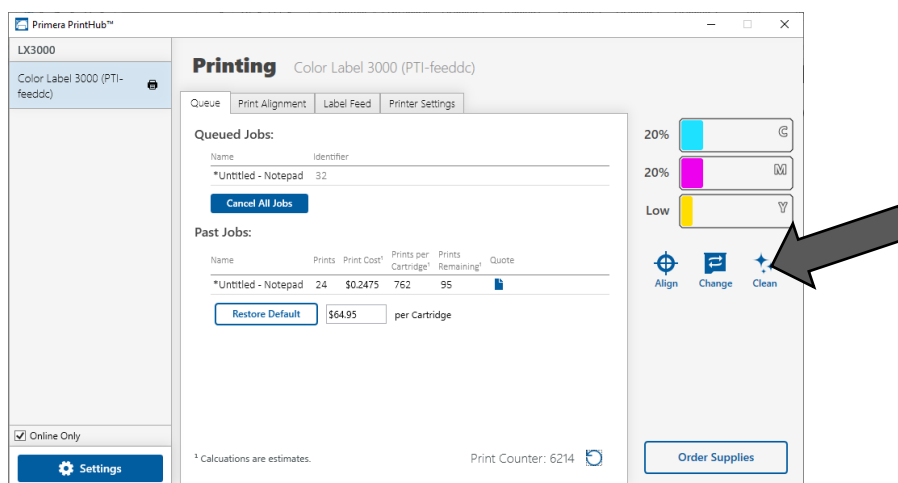 Primera PrintHub™
LX3000
Color Label 3000 (PTI-
feeddc)
Printing Color Label 3000 (PTI-feeddc)
Queue Print Alignment Label Feed Printer Settings
Queued Jobs:
Name Identifier
*Untitled - Notepad 32
Cancel All Jobs
Past Jobs:
Name Prints Print Cost¹ Prints per Cartridge¹ Prints Remaining¹ Quote
*Untitled - Notepad 24 $0.2475 762 95
Restore Default $64.95 per Cartridge
20% C
20% M
Low Y
Align Change Clean
Online Only
Settings
¹ Calcuations are estimates.
Print Counter: 6214
Order Supplies